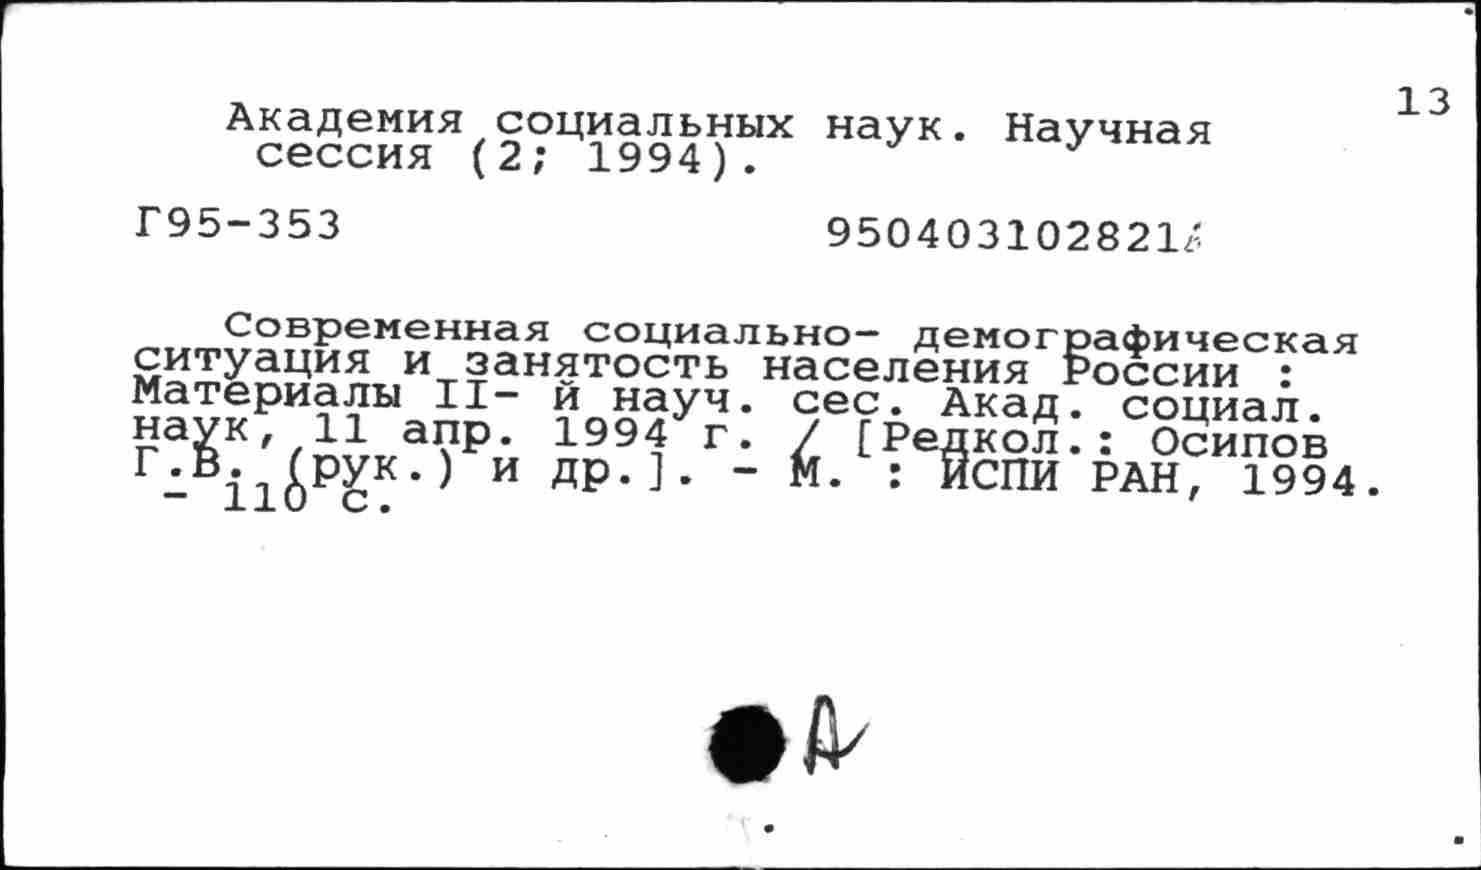 13
Академия социальных наук. Научная
сессия (2; 1994).
Г95-353 950403102821
Современная социально- демографическая
ситуация и занятость населения России :
Материалы II- й науч. сес. Акад. социал.
наук, 11 апр. 1994 г. / [Редкол.: Осипов
Г.В. (рук.) и др.]. - М. : ИСПИ РАН, 1994.
- 110 с.
А